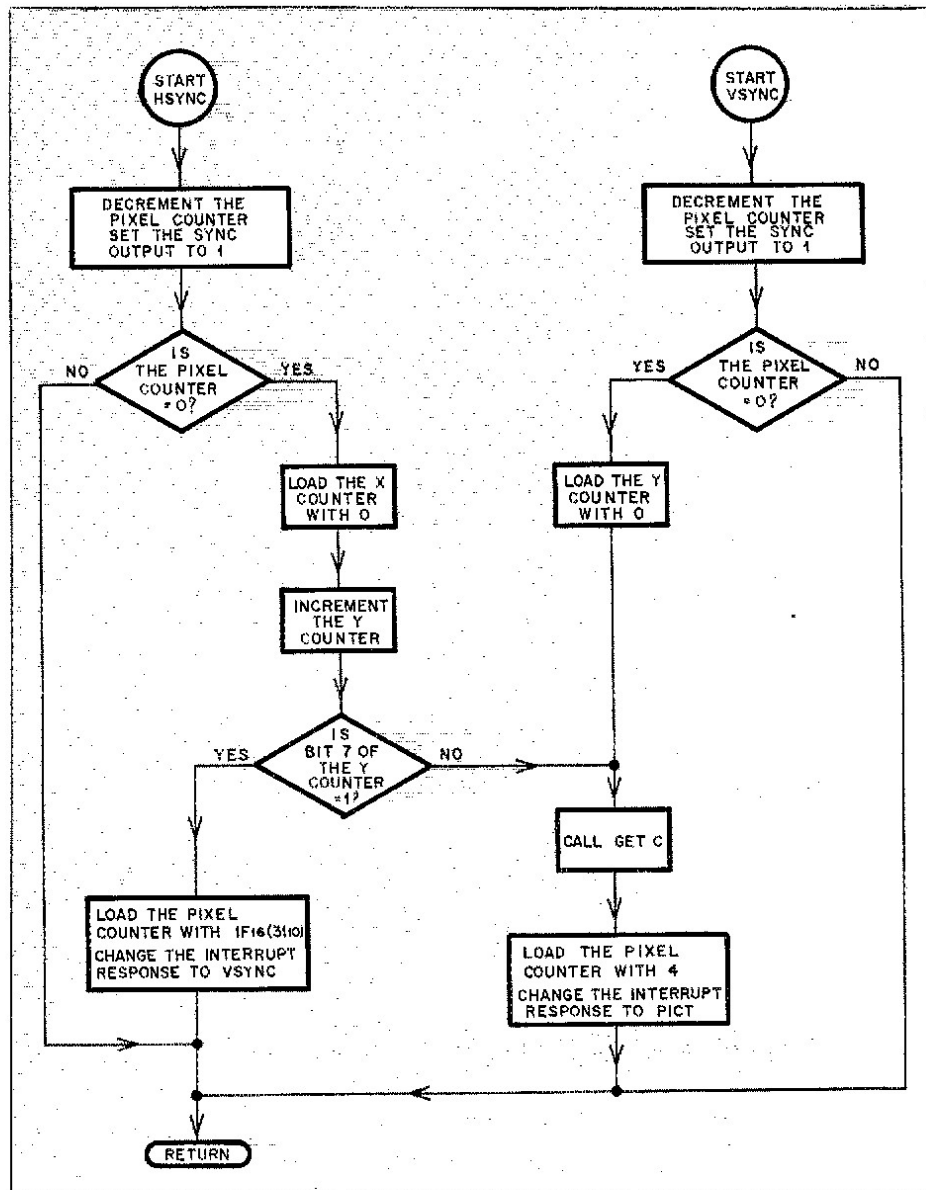 START
HSYNC
START
VSYNC
DECREMENT THE
PIXEL COUNTER
SET THE SYNC
OUTPUT TO 1
DECREMENT THE
PIXEL COUNTER
SET THE SYNC
OUTPUT TO 1
NO
IS
THE PIXEL
COUNTER
=0?
YES
YES
IS
THE PIXEL
COUNTER
=0?
NO
LOAD THE X
COUNTER
WITH 0
LOAD THE Y
COUNTER
WITH 0
INCREMENT
THE Y
COUNTER
YES
IS
BIT 7 OF
THE Y
COUNTER
=1?
NO
CALL GET C
LOAD THE PIXEL
COUNTER WITH 1F16(3110)
CHANGE THE INTERRUPT
RESPONSE TO VSYNC
LOAD THE PIXEL
COUNTER WITH 4
CHANGE THE INTERRUPT
RESPONSE TO PICT
RETURN